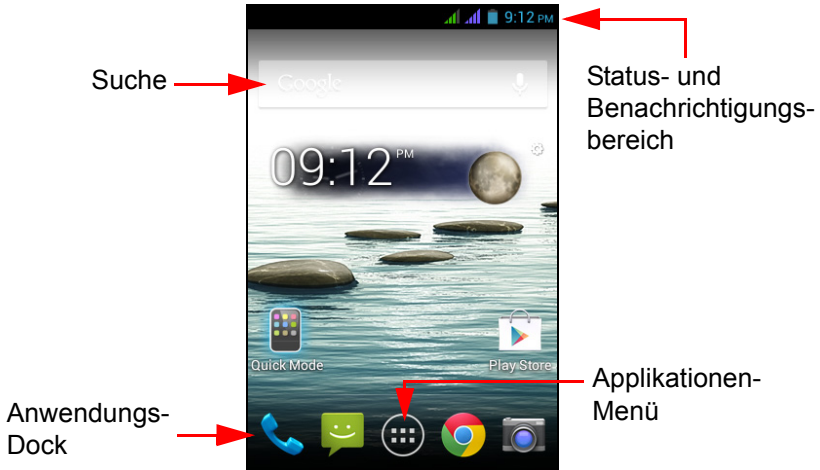 9:12 PM
Suche
Google
Status- und
Benachrichtigungs-
bereich
09:12 PM
Quick Mode
Play Store
Applikationen-
Menü
Anwendungs-
Dock